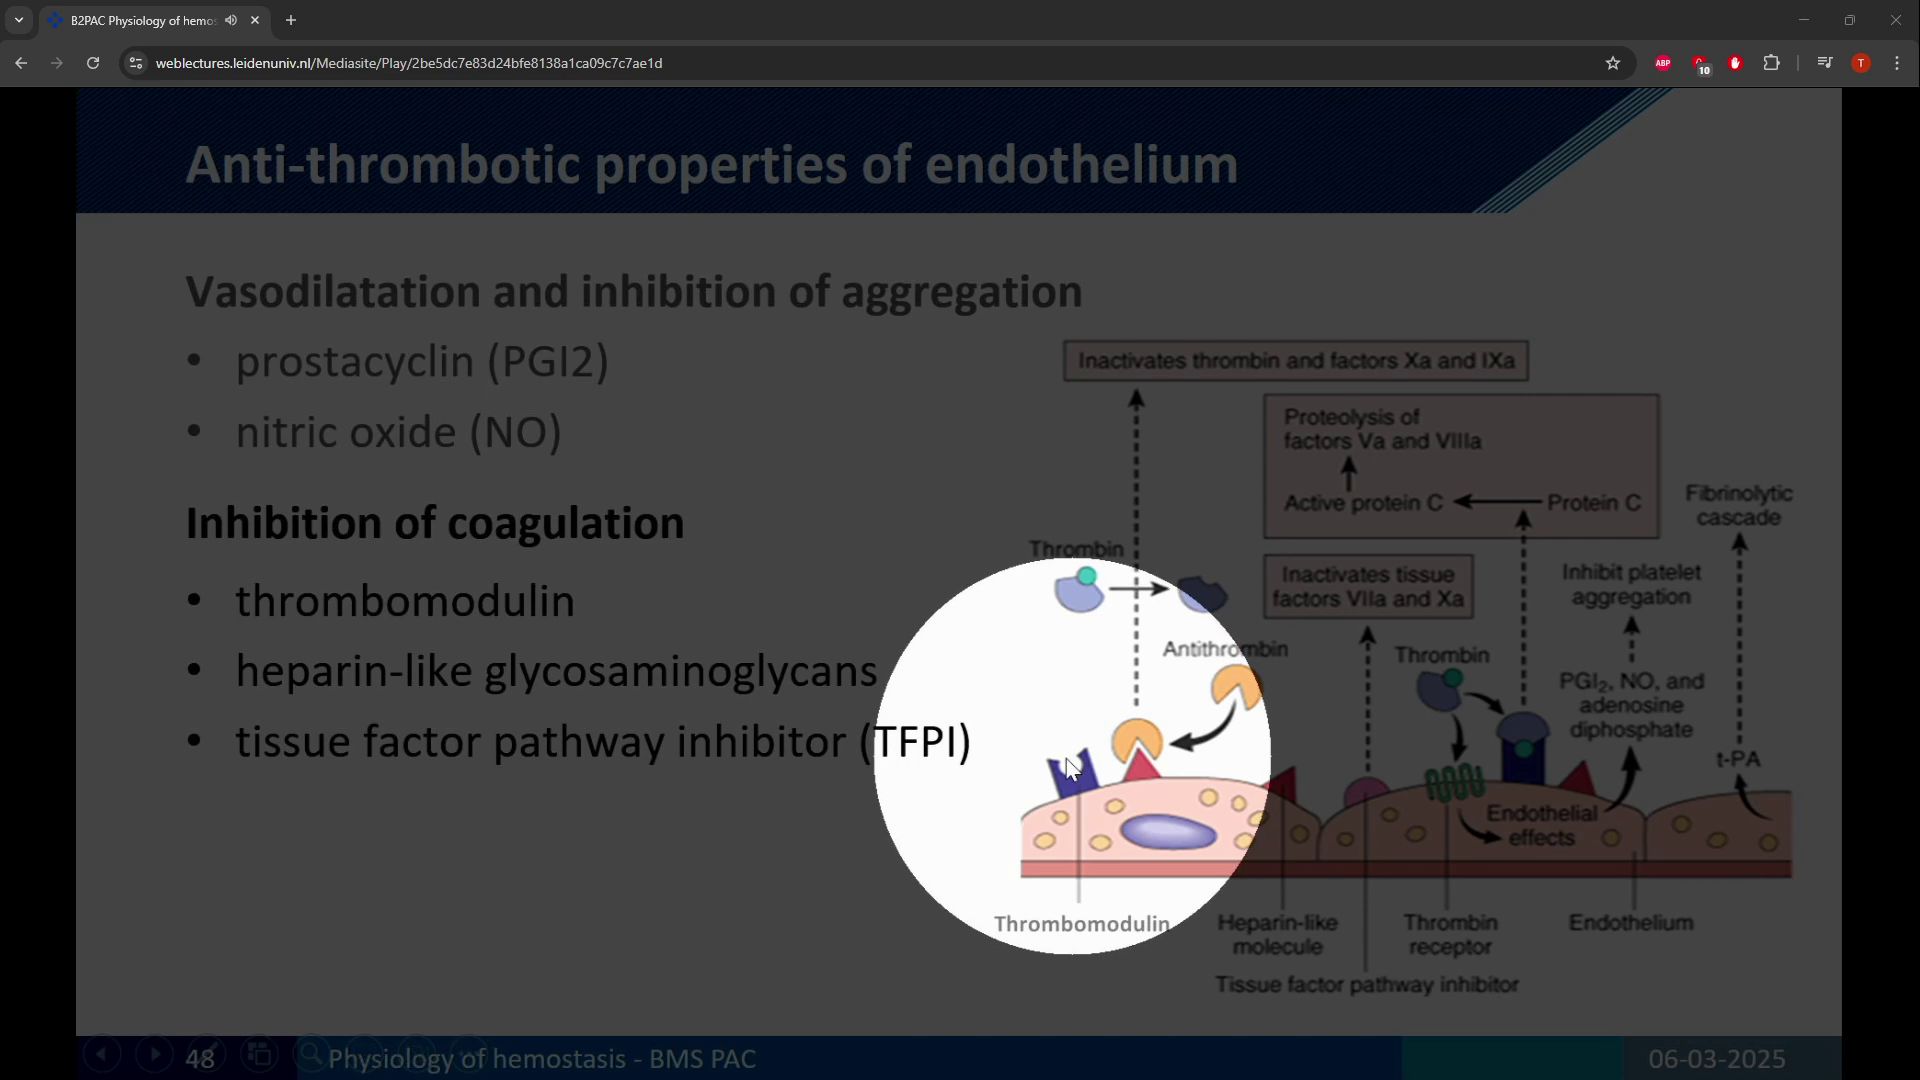 B2PAC Physiology of hemos
weblectures.leidenuniv.nl/Mediasite/Play/2be5dc7e83d24bfe8138a1ca09c7c7ae1d
ABP
10
T
Anti-thrombotic properties of endothelium
Vasodilatation and inhibition of aggregation
• prostacyclin (PGI2)
• nitric oxide (NO)
Inhibition of coagulation
• thrombomodulin
• heparin-like glycosaminoglycans
• tissue factor pathway inhibitor (TFPI)
Inactivates thrombin and factors Xa and IXa
Proteolysis of
factors Va and VIIIa
Active protein C
Protein C
Fibrinolytic
cascade
Thrombin
Inactivates tissue
factors VIIa and Xa
Inhibit platelet
aggregation
Antithrombin
Thrombin
PGI₂, NO, and
adenosine
diphosphate
t-PA
Endothelial
effects
Thrombomodulin
Heparin-like
molecule
Thrombin
receptor
Endothelium
Tissue factor pathway inhibitor
48
Physiology of hemostasis - BMS PAC
06-03-2025